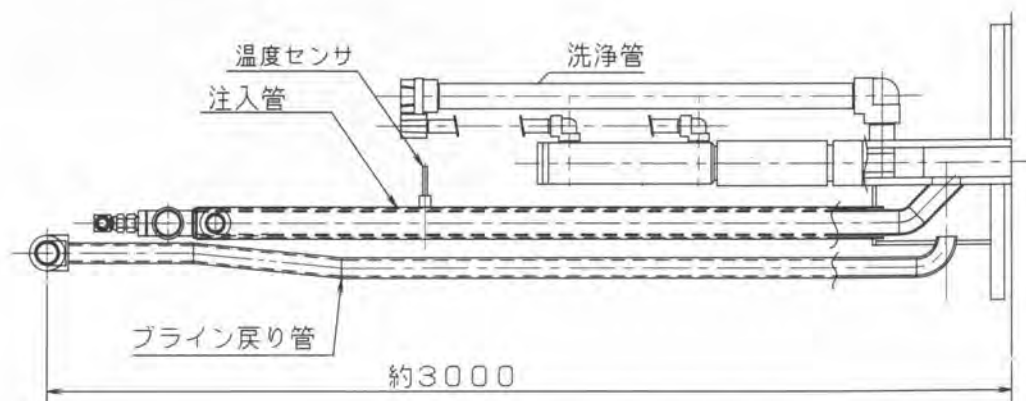 温度センサ
洗浄管
注入管
ブライン戻り管
約3000